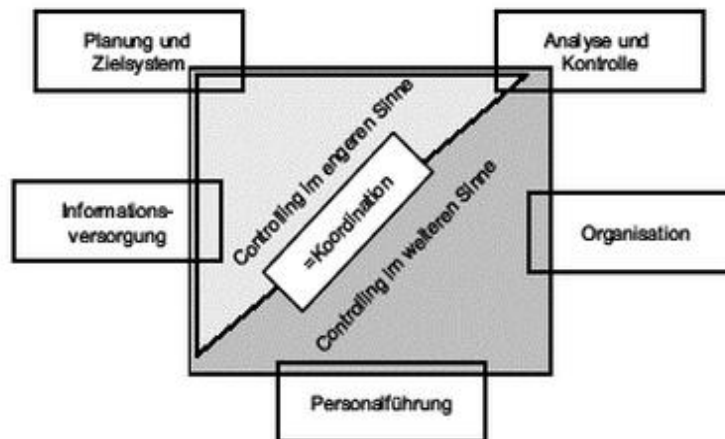 Planung und
Zielsystem
Analyse und
Kontrolle
Controlling im engeren Sinne
=Koordination
Controlling im weiteren Sinne
Informations-
versorgung
Organisation
Personalführung